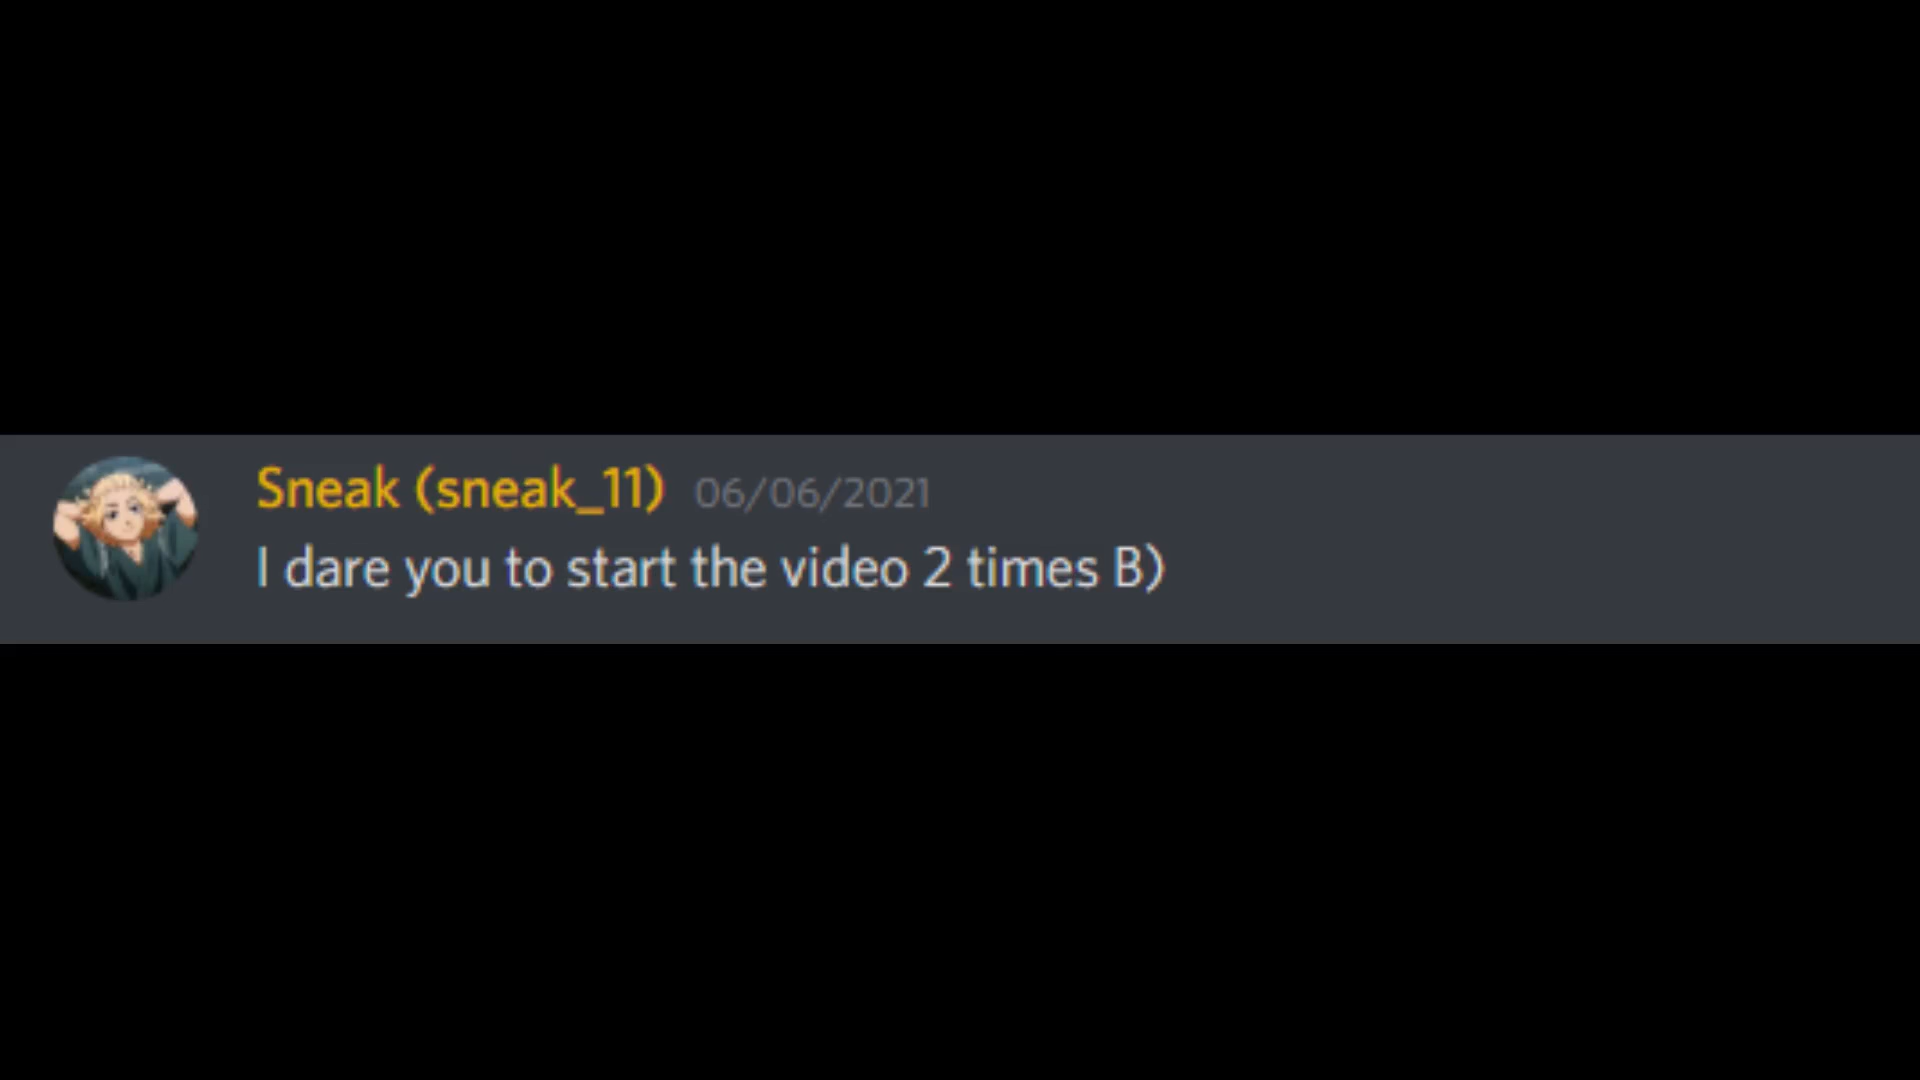 Sneak (sneak_11) 06/06/2021
I dare you to start the video 2 times B)